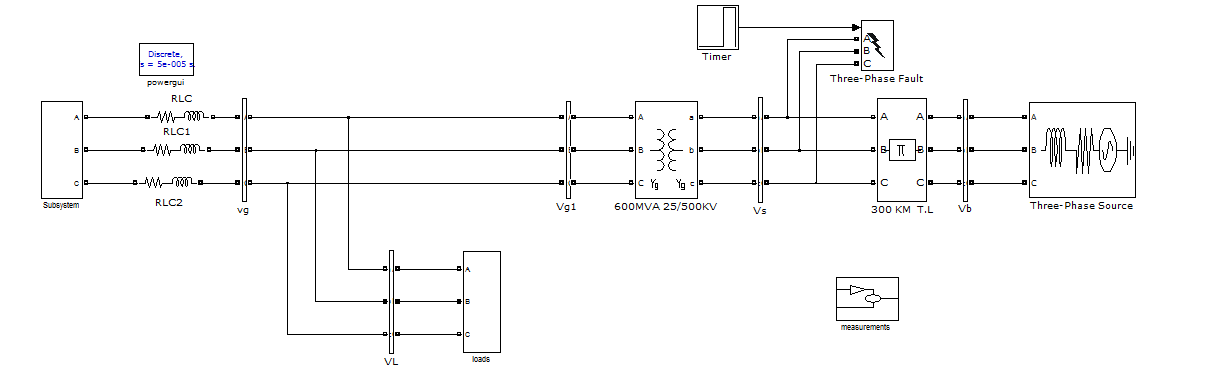 Timer
A
B
C
Three-Phase Fault
Discrete,
s = 5e-005 s.
powergui
RLC
RLC1
RLC2
A
B
C
Subsystem
vg
Vg1
A
B
C
a
b
c
Yg Yg
600MVA 25/500KV
Vs
A A
B π B
C C
300 KM T.L
Vb
A
B
C
Three-Phase Source
VL
A
B
C
loads
measurements